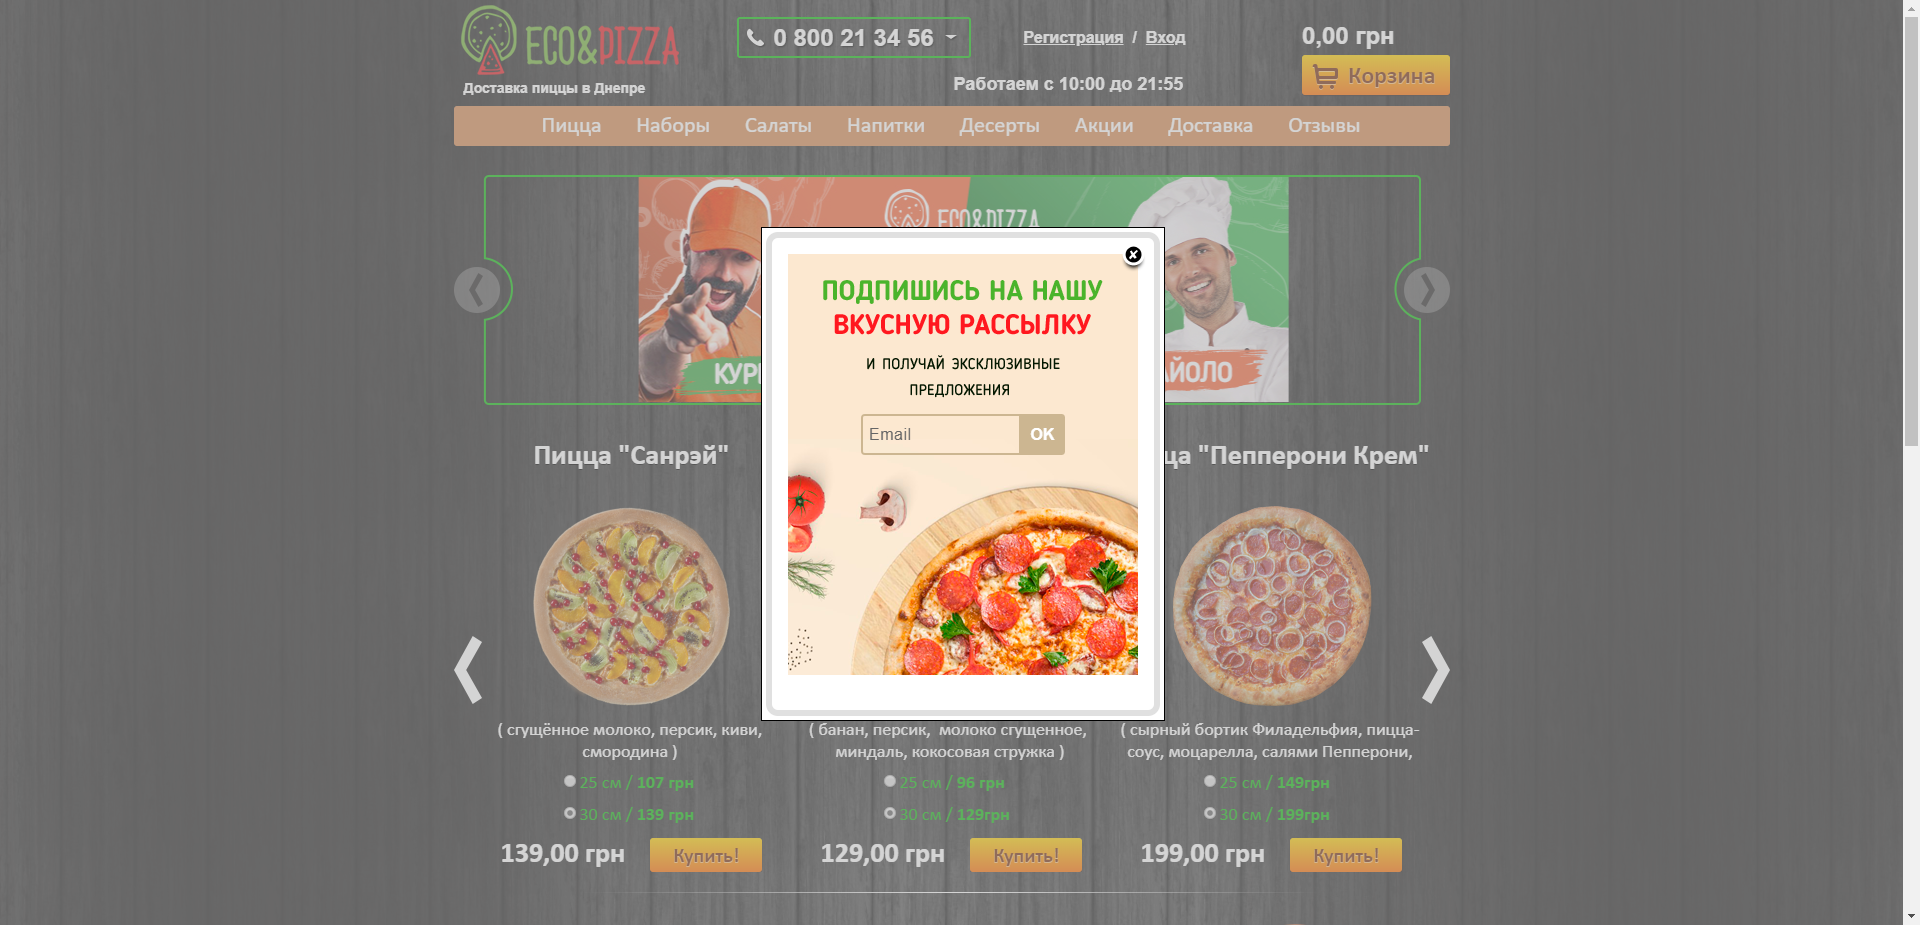 ECO&PIZZA
Доставка пиццы в Днепре
0 800 21 34 56
Регистрация / Вход
Работаем с 10:00 до 21:55
0,00 грн
Корзина
Пицца Наборы Салаты Напитки Десерты Акции Доставка Отзывы
ECO&PIZZA
ПОДПИШИСЬ НА НАШУ
ВКУСНУЮ РАССЫЛКУ
И ПОЛУЧАЙ ЭКСКЛЮЗИВНЫЕ
ПРЕДЛОЖЕНИЯ
Email OK
Пицца "Санрэй"
"Пепперони Крем"
( сгущённое молоко, персик, киви,
смородина )
25 см / 107 грн
30 см / 139 грн
139,00 грн Купить!
( банан, персик, молоко сгущенное,
миндаль, кокосовая стружка )
25 см / 96 грн
30 см / 129грн
129,00 грн Купить!
( сырный бортик Филадельфия, пицца-
соус, моцарелла, салями Пепперони,
25 см / 149грн
30 см / 199грн
199,00 грн Купить!